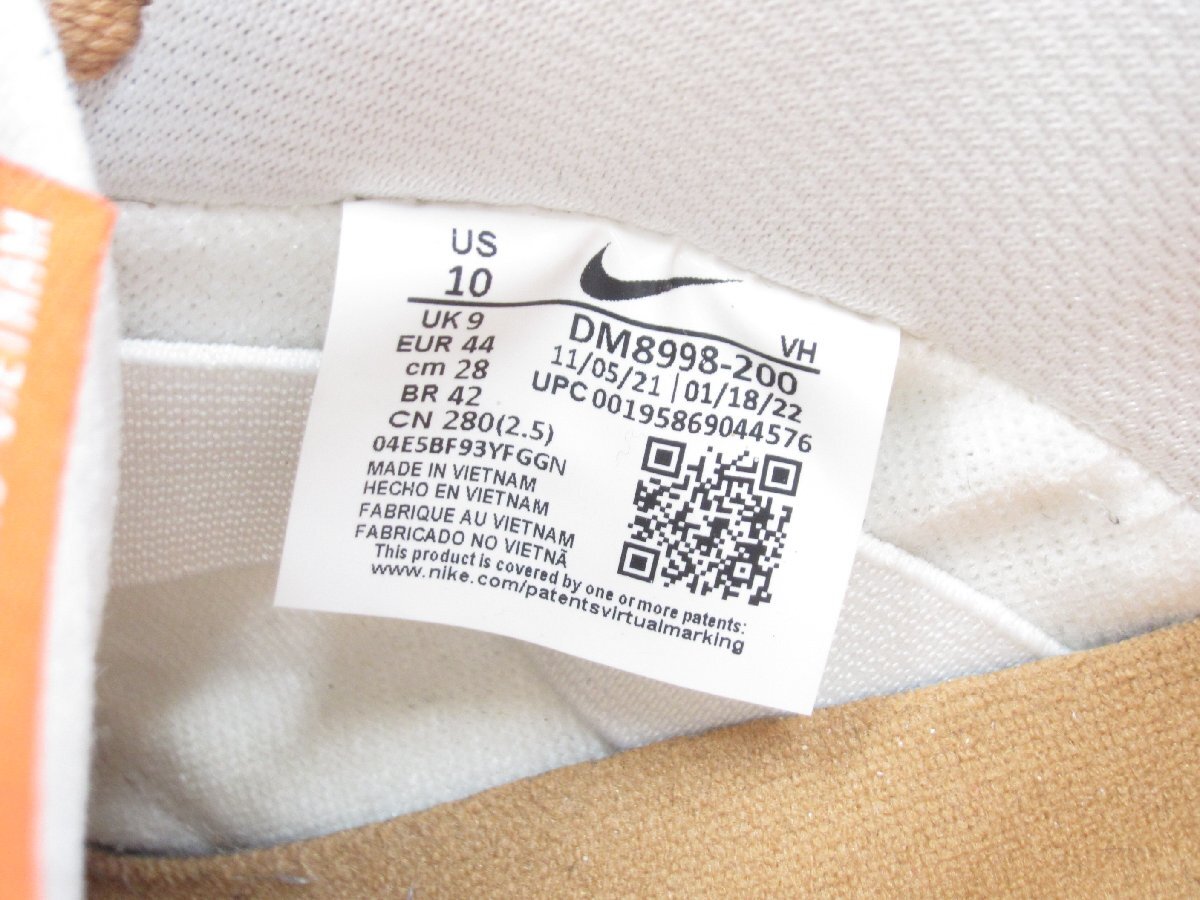 US
10
UK 9
EUR 44
cm 28
BR 42
CN 280(2.5)
04E5BF93YFGGN
MADE IN VIETNAM
HECHO EN VIETNAM
FABRIQUE AU VIETNAM
FABRICADO NO VIETNÃ
This product is covered by one or more patents:
www.nike.com/patentsvirtualmarking
VH
DM8998-200
11/05/21 | 01/18/22
UPC 00195869044576